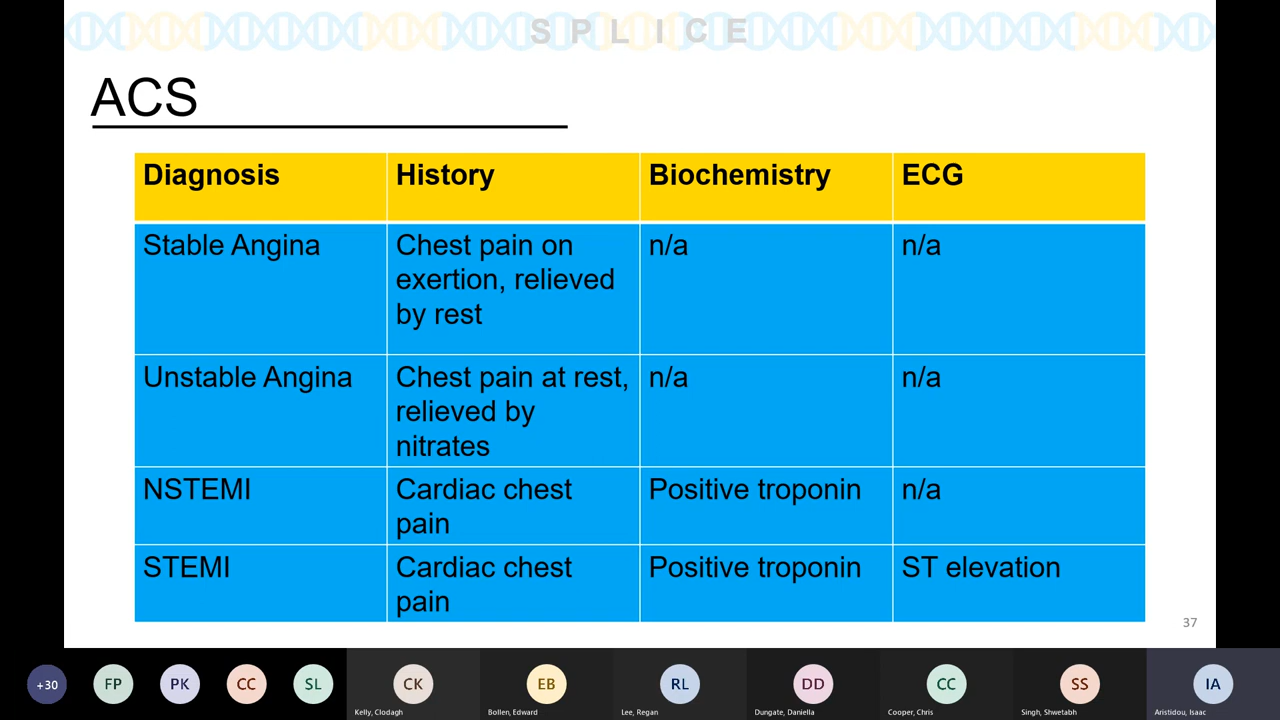 SPLICE
ACS
Diagnosis History Biochemistry ECG
Stable Angina Chest pain on exertion, relieved by rest n/a n/a
Unstable Angina Chest pain at rest, relieved by nitrates n/a n/a
NSTEMI Cardiac chest pain Positive troponin n/a
STEMI Cardiac chest pain Positive troponin ST elevation
37
+30 FP PK CC SL CK EB RL DD CC SS IA
Kelly, Clodagh Bollen, Edward Lee, Regan Dungate, Daniella Cooper, Chris Singh, Shwetabh Aristidou, Isaac